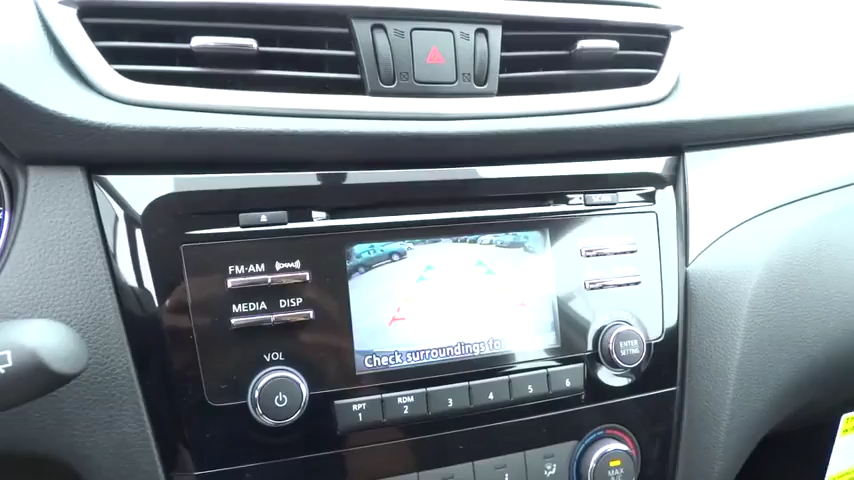 FM·AM
MEDIA DISP
Check surroundings fo
ENTER
SETTING
VOL
RPT RDM
1 2 3 4 5 6
MAX
A/C